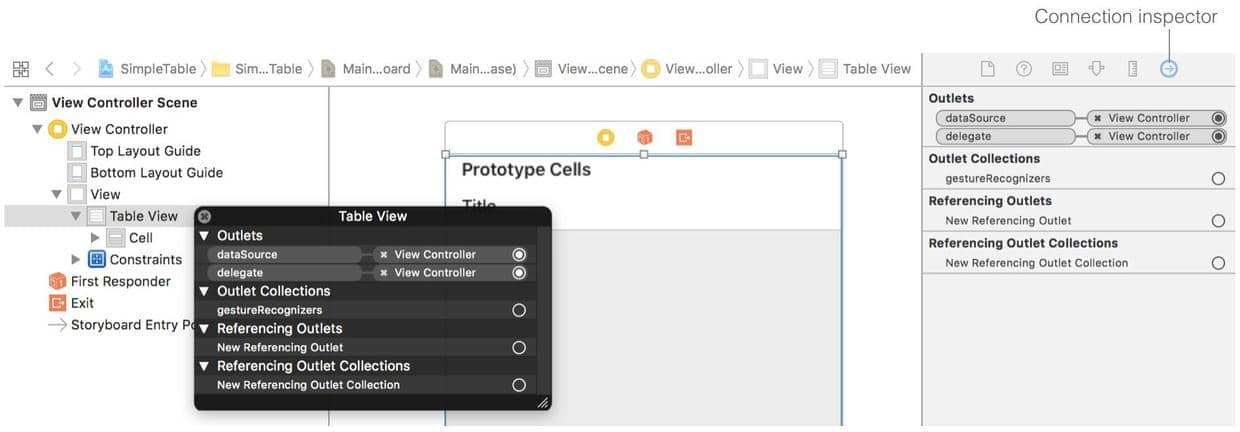 Connection inspector
SimpleTable Sim...Table Main...oard Main...ase) View...cene View...oller View Table View
View Controller Scene
View Controller
Top Layout Guide
Bottom Layout Guide
View
Table View
Cell
Constraints
First Responder
Exit
Storyboard Entry Po
Prototype Cells
Title
Table View
Outlets
dataSource View Controller
delegate View Controller
Outlet Collections
gestureRecognizers
Referencing Outlets
New Referencing Outlet
Referencing Outlet Collections
New Referencing Outlet Collection
Outlets
dataSource View Controller
delegate View Controller
Outlet Collections
gestureRecognizers
Referencing Outlets
New Referencing Outlet
Referencing Outlet Collections
New Referencing Outlet Collection